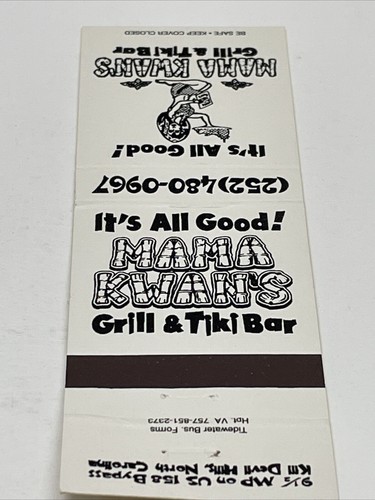 BE SAFE • KEEP COVER CLOSED
Grill & Tiki Bar
MAMA KWAN'S
It's All Good!
(252) 480-0967
It's All Good!
MAMA
KWAN'S
Grill & Tiki Bar
Tidewater Bus. Forms
Hpt. VA 757-851-2373
9½ MP on US 158 Bypass
Kill Devil Hills, North Carolina